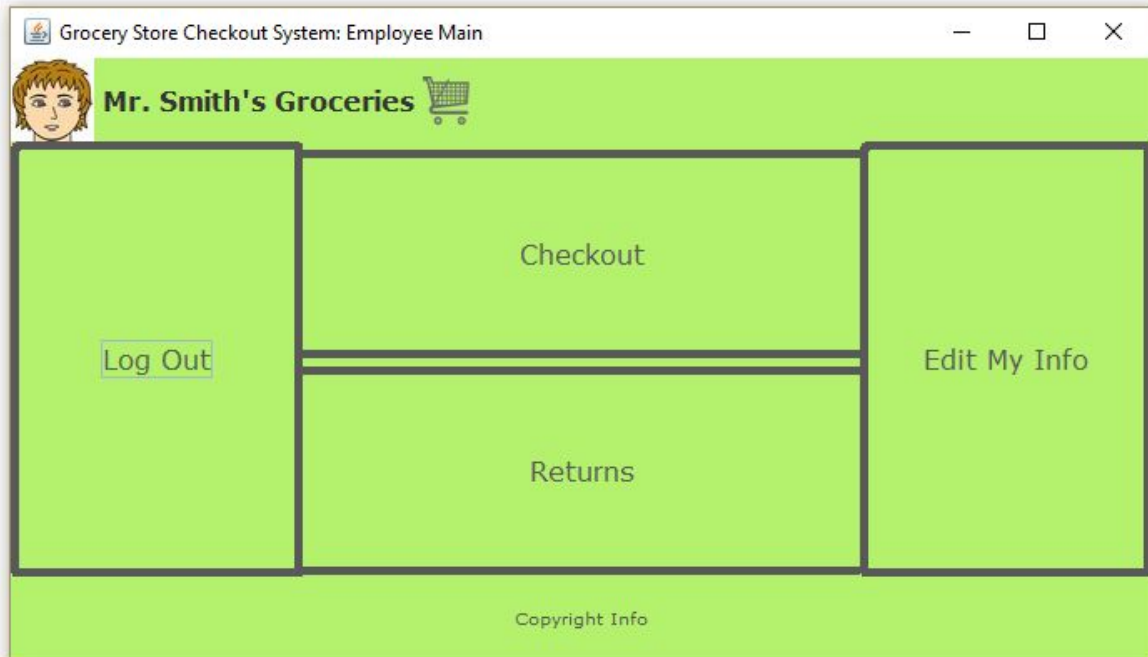 Grocery Store Checkout System: Employee Main
Mr. Smith's Groceries
Checkout
Log Out
Edit My Info
Returns
Copyright Info